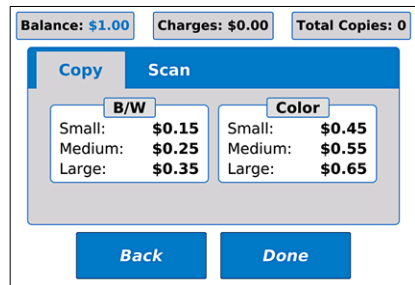 Balance: $1.00 Charges: $0.00 Total Copies: 0
Copy Scan
B/W Color
Small: $0.15 Small: $0.45
Medium: $0.25 Medium: $0.55
Large: $0.35 Large: $0.65
Back Done